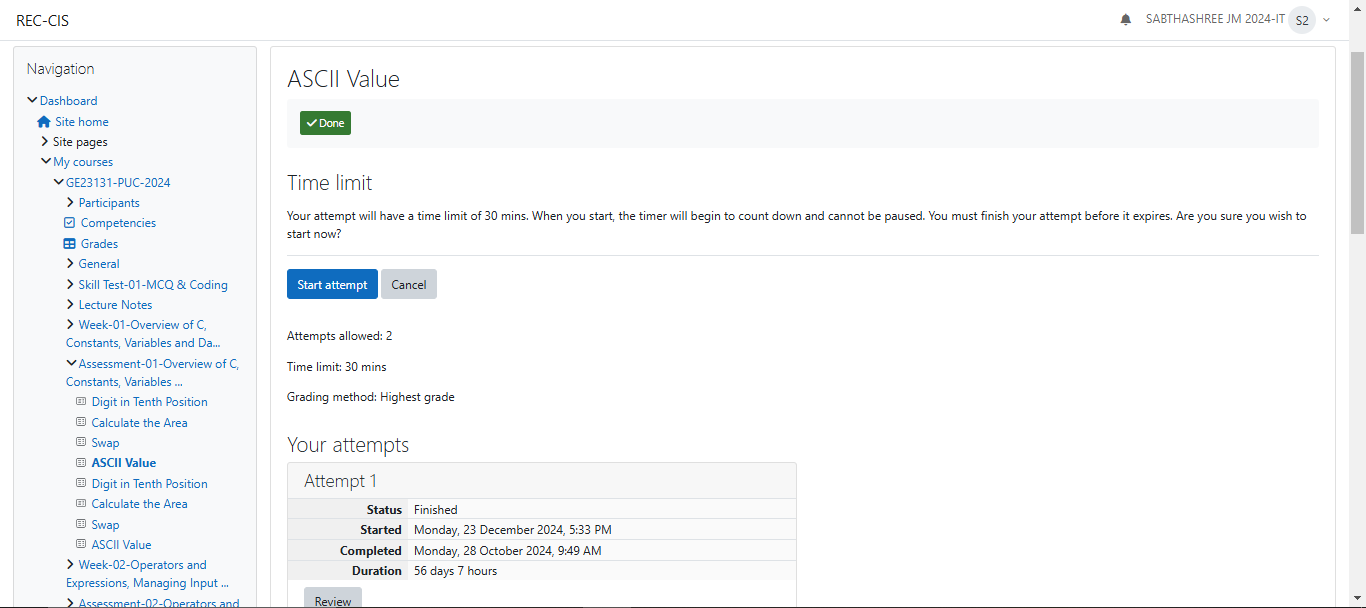 REC-CIS
SABTHASHREE JM 2024-IT S2
Navigation
Dashboard
Site home
Site pages
My courses
GE23131-PUC-2024
Participants
Competencies
Grades
General
Skill Test-01-MCQ & Coding
Lecture Notes
Week-01-Overview of C,
Constants, Variables and Da...
Assessment-01-Overview of C,
Constants, Variables ...
Digit in Tenth Position
Calculate the Area
Swap
ASCII Value
Digit in Tenth Position
Calculate the Area
Swap
ASCII Value
Week-02-Operators and
Expressions, Managing Input ...
Assessment-02-Operators and
ASCII Value
Done
Time limit
Your attempt will have a time limit of 30 mins. When you start, the timer will begin to count down and cannot be paused. You must finish your attempt before it expires. Are you sure you wish to
start now?
Start attempt Cancel
Attempts allowed: 2
Time limit: 30 mins
Grading method: Highest grade
Your attempts
Attempt 1
Status Finished
Started Monday, 23 December 2024, 5:33 PM
Completed Monday, 28 October 2024, 9:49 AM
Duration 56 days 7 hours
Review